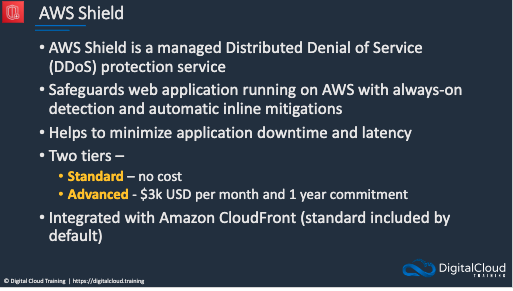 AWS Shield
• AWS Shield is a managed Distributed Denial of Service
(DDoS) protection service
• Safeguards web application running on AWS with always-on
detection and automatic inline mitigations
• Helps to minimize application downtime and latency
• Two tiers –
• Standard – no cost
• Advanced - $3k USD per month and 1 year commitment
• Integrated with Amazon CloudFront (standard included by
default)
© Digital Cloud Training | https://digitalcloud.training
DigitalCloud
TRAINING